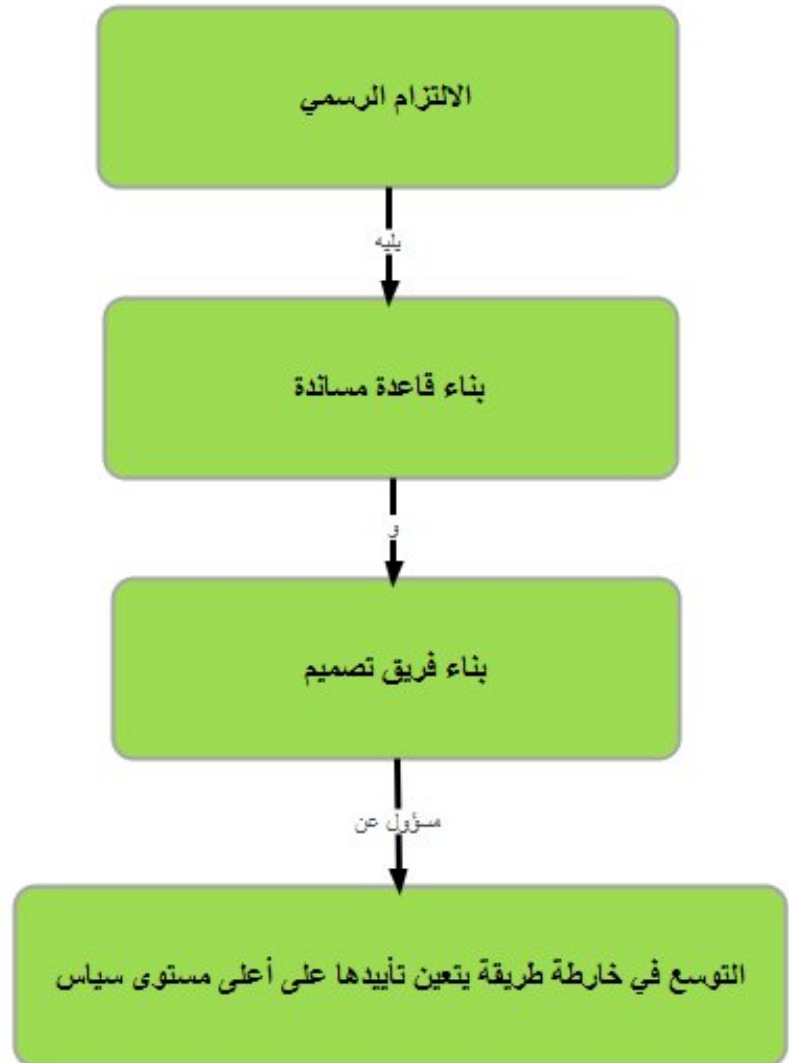 الالتزام الرسمي
يليه
بناء قاعدة مساندة
و
بناء فريق تصميم
مسؤول عن
التوسع في خارطة طريقة يتعين تأييدها على أعلى مستوى سياس